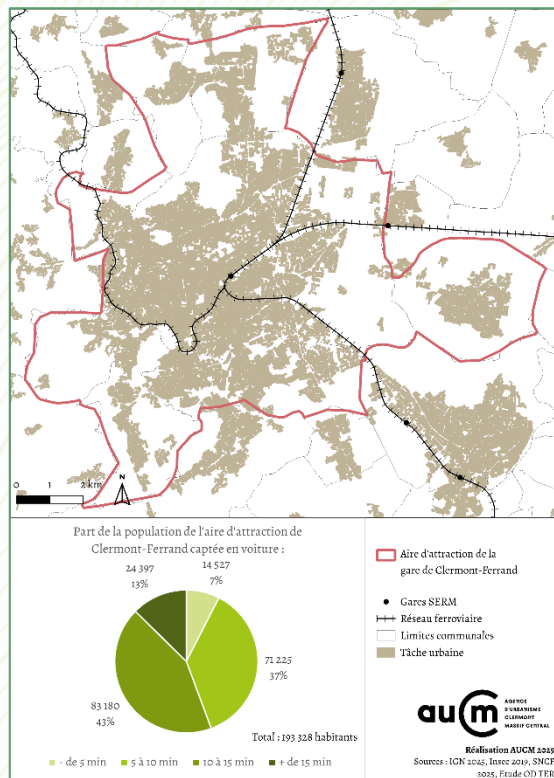 0 1 2 km
N
Part de la population de l'aire d'attraction de
Clermont-Ferrand captée en voiture :
24 397
13%
14 527
7%
71 225
37%
83 180
43%
Total : 193 328 habitants
- de 5 min
5 à 10 min
10 à 15 min
+ de 15 min
Aire d'attraction de la
gare de Clermont-Ferrand
Gares SERM
Réseau ferroviaire
Limites communales
Tâche urbaine
aucm
AGENCE
D'URBANISME
CLERMONT
MASSIF CENTRAL
Réalisation AUCM 2025
Sources : IGN 2025, Insee 2019, SNCF
2025, Etude OD TER